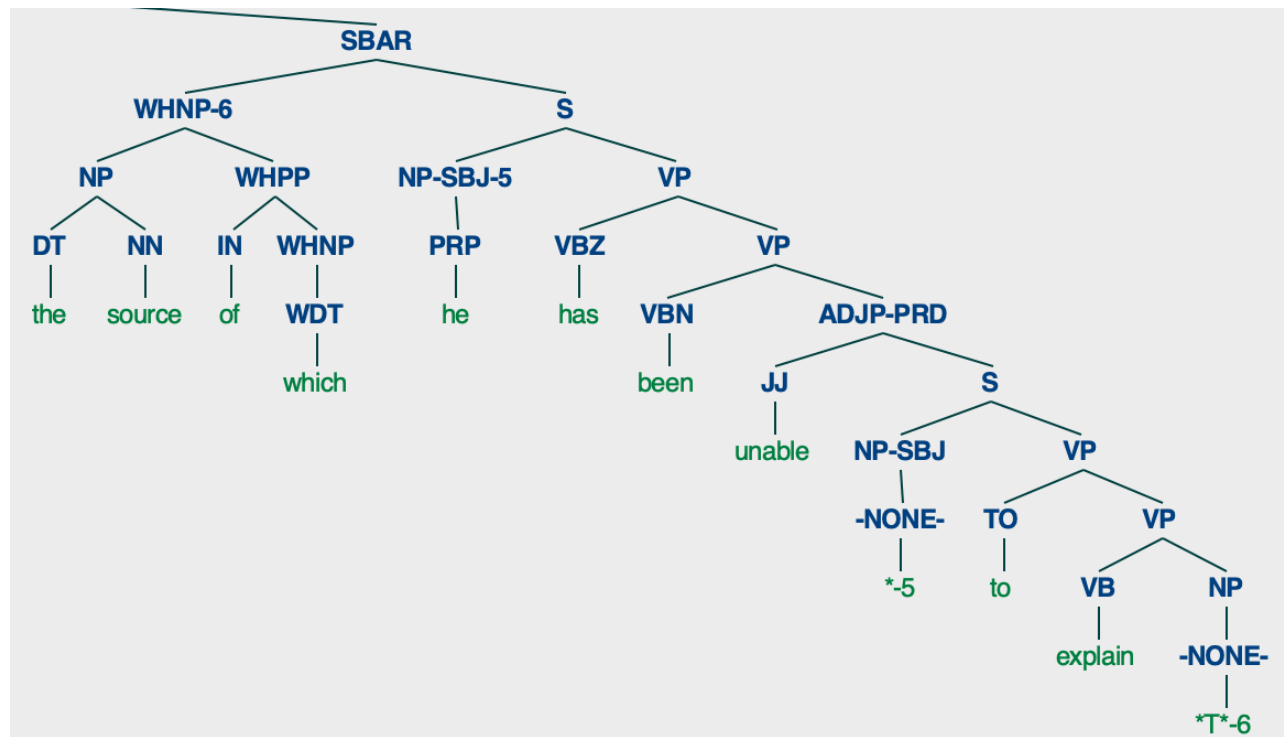 SBAR
WHNP-6 S
NP WHPP NP-SBJ-5 VP
DT NN IN WHNP PRP VBZ VP
the source of WDT he has VBN ADJP-PRD
which been JJ S
unable NP-SBJ VP
-NONE- TO VP
*-5 to VB NP
explain -NONE-
*T*-6